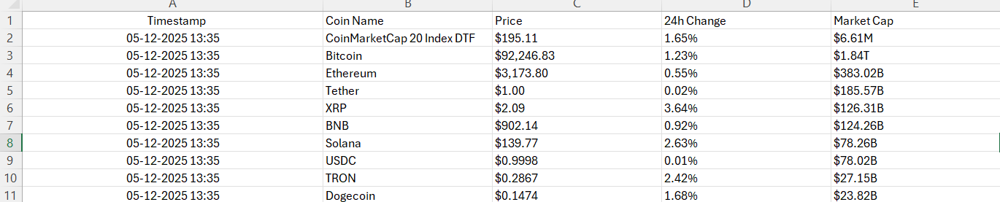 A B C D E
1 Timestamp Coin Name Price 24h Change Market Cap
2 05-12-2025 13:35 CoinMarketCap 20 Index DTF $195.11 1.65% $6.61M
3 05-12-2025 13:35 Bitcoin $92,246.83 1.23% $1.84T
4 05-12-2025 13:35 Ethereum $3,173.80 0.55% $383.02B
5 05-12-2025 13:35 Tether $1.00 0.02% $185.57B
6 05-12-2025 13:35 XRP $2.09 3.64% $126.31B
7 05-12-2025 13:35 BNB $902.14 0.92% $124.26B
8 05-12-2025 13:35 Solana $139.77 2.63% $78.26B
9 05-12-2025 13:35 USDC $0.9998 0.01% $78.02B
10 05-12-2025 13:35 TRON $0.2867 2.42% $27.15B
11 05-12-2025 13:35 Dogecoin $0.1474 1.68% $23.82B